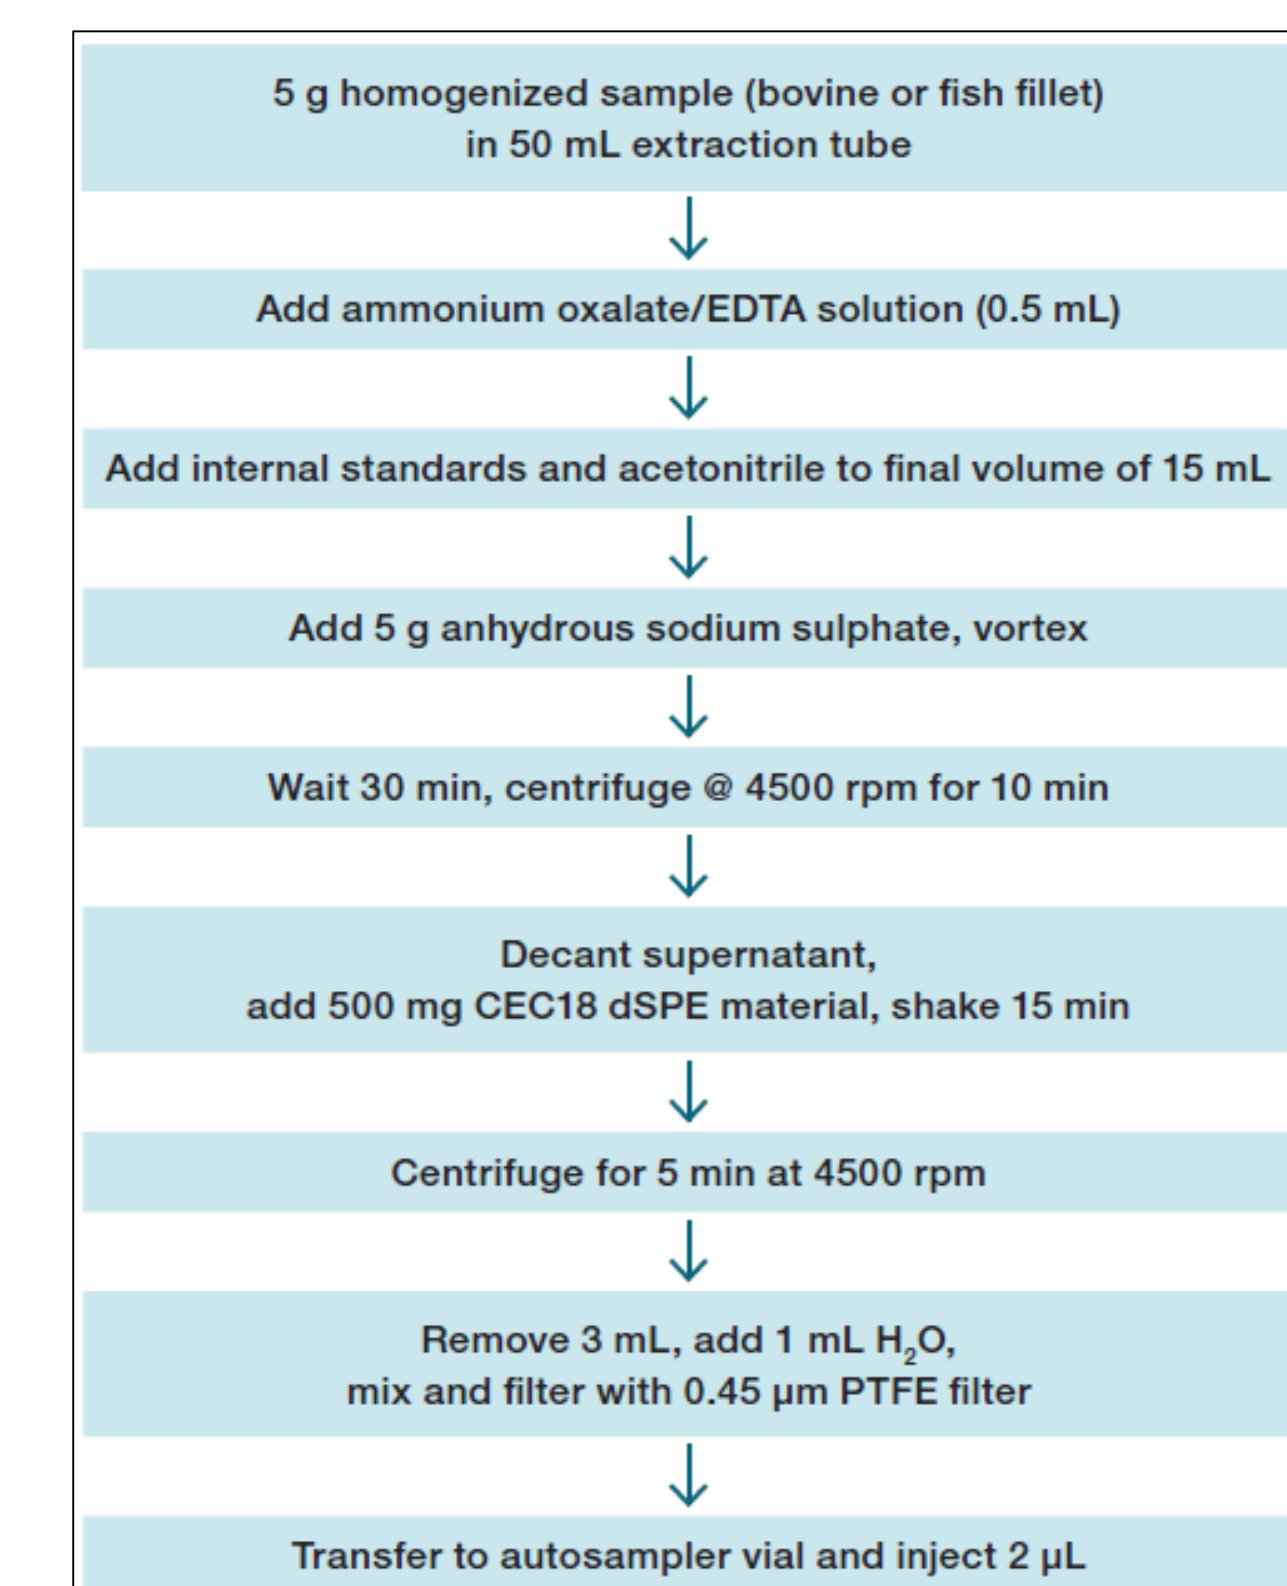 5 g homogenized sample (bovine or fish fillet)
in 50 mL extraction tube
Add ammonium oxalate/EDTA solution (0.5 mL)
Add internal standards and acetonitrile to final volume of 15 mL
Add 5 g anhydrous sodium sulphate, vortex
Wait 30 min, centrifuge @ 4500 rpm for 10 min
Decant supernatant,
add 500 mg CEC18 dSPE material, shake 15 min
Centrifuge for 5 min at 4500 rpm
Remove 3 mL, add 1 mL H₂O,
mix and filter with 0.45 µm PTFE filter
Transfer to autosampler vial and inject 2 µL